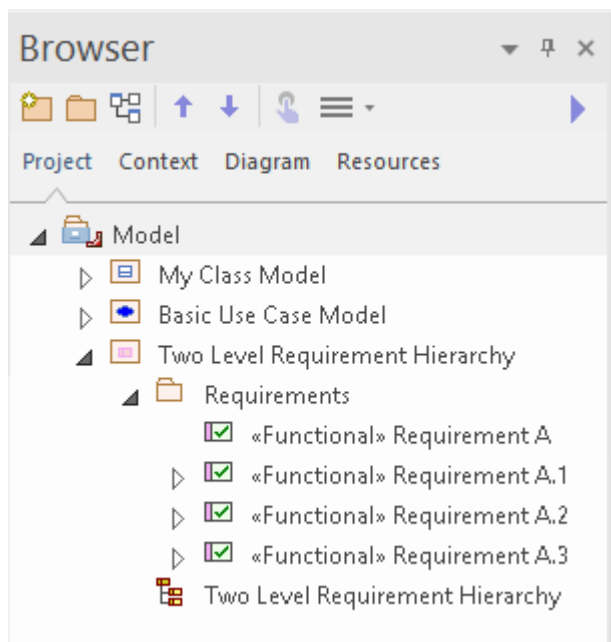 Browser
Project Context Diagram Resources
Model
My Class Model
Basic Use Case Model
Two Level Requirement Hierarchy
Requirements
«Functional» Requirement A
«Functional» Requirement A.1
«Functional» Requirement A.2
«Functional» Requirement A.3
Two Level Requirement Hierarchy